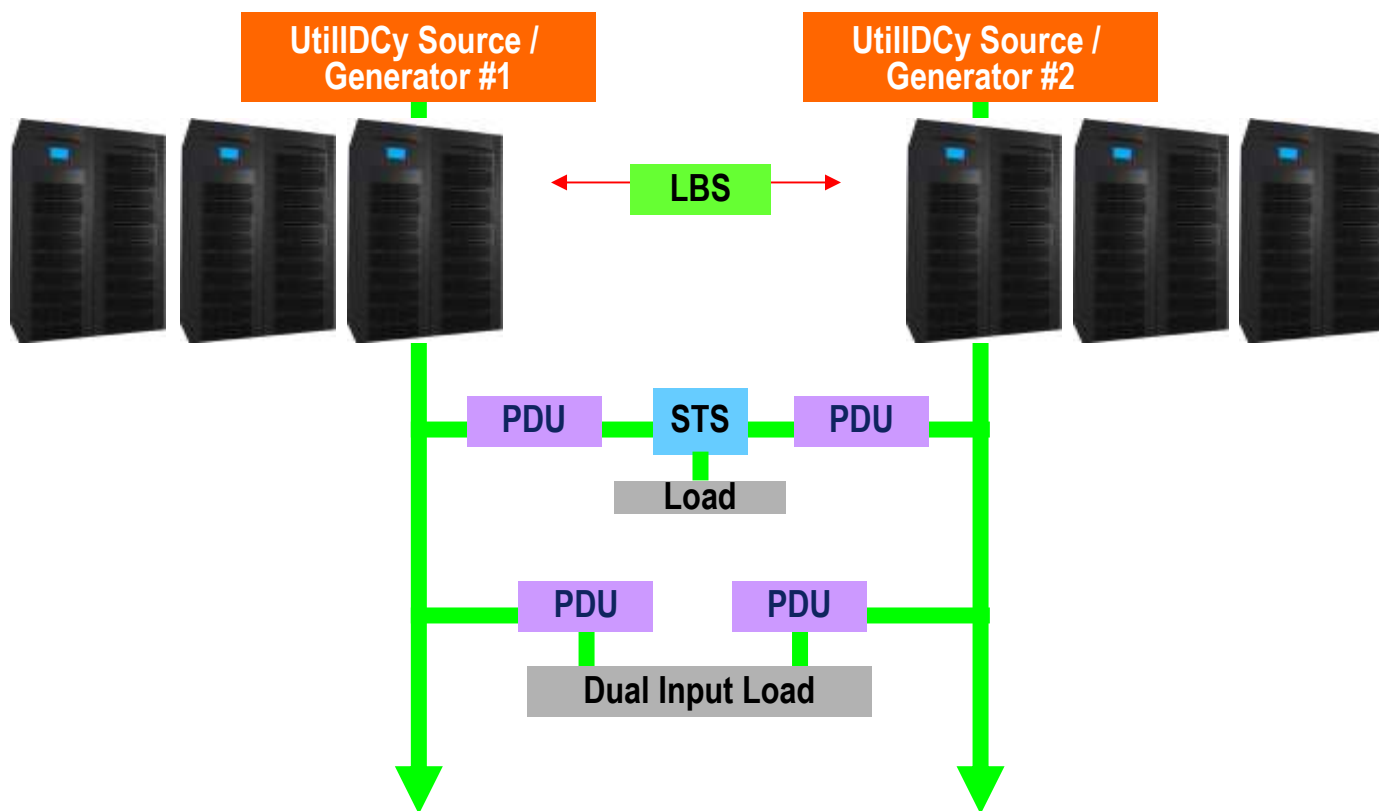 UtilIDCy Source /
Generator #1
UtilIDCy Source /
Generator #2
LBS
PDU
STS
PDU
Load
PDU
PDU
Dual Input Load